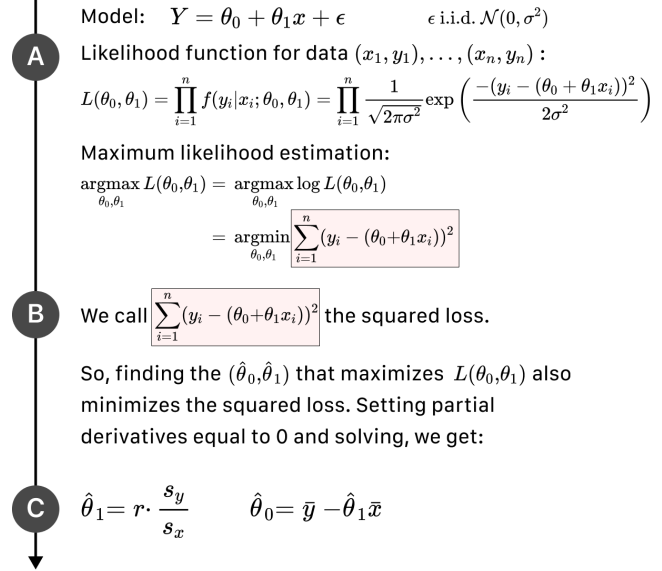 Model: Y = θ₀ + θ₁x + ϵ ϵ i.i.d. 𝒩(0, σ²)
A
Likelihood function for data (x₁, y₁), . . . , (xₙ, yₙ) :
L(θ₀, θ₁) = ∏ᵢ₌₁ⁿ f(yᵢ|xᵢ; θ₀, θ₁) = ∏ᵢ₌₁ⁿ 1/√(2πσ²) exp ( −(yᵢ − (θ₀ + θ₁xᵢ))² / 2σ² )
Maximum likelihood estimation:
argmax_{θ₀,θ₁} L(θ₀,θ₁) = argmax_{θ₀,θ₁} log L(θ₀,θ₁)
= argmin_{θ₀,θ₁} ∑ᵢ₌₁ⁿ (yᵢ − (θ₀+θ₁xᵢ))²
B
We call ∑ᵢ₌₁ⁿ (yᵢ − (θ₀+θ₁xᵢ))² the squared loss.
So, finding the (θ̂₀,θ̂₁) that maximizes L(θ₀,θ₁) also
minimizes the squared loss. Setting partial
derivatives equal to 0 and solving, we get:
C
θ̂₁= r· s_y/s_x θ̂₀= ȳ −θ̂₁x̄